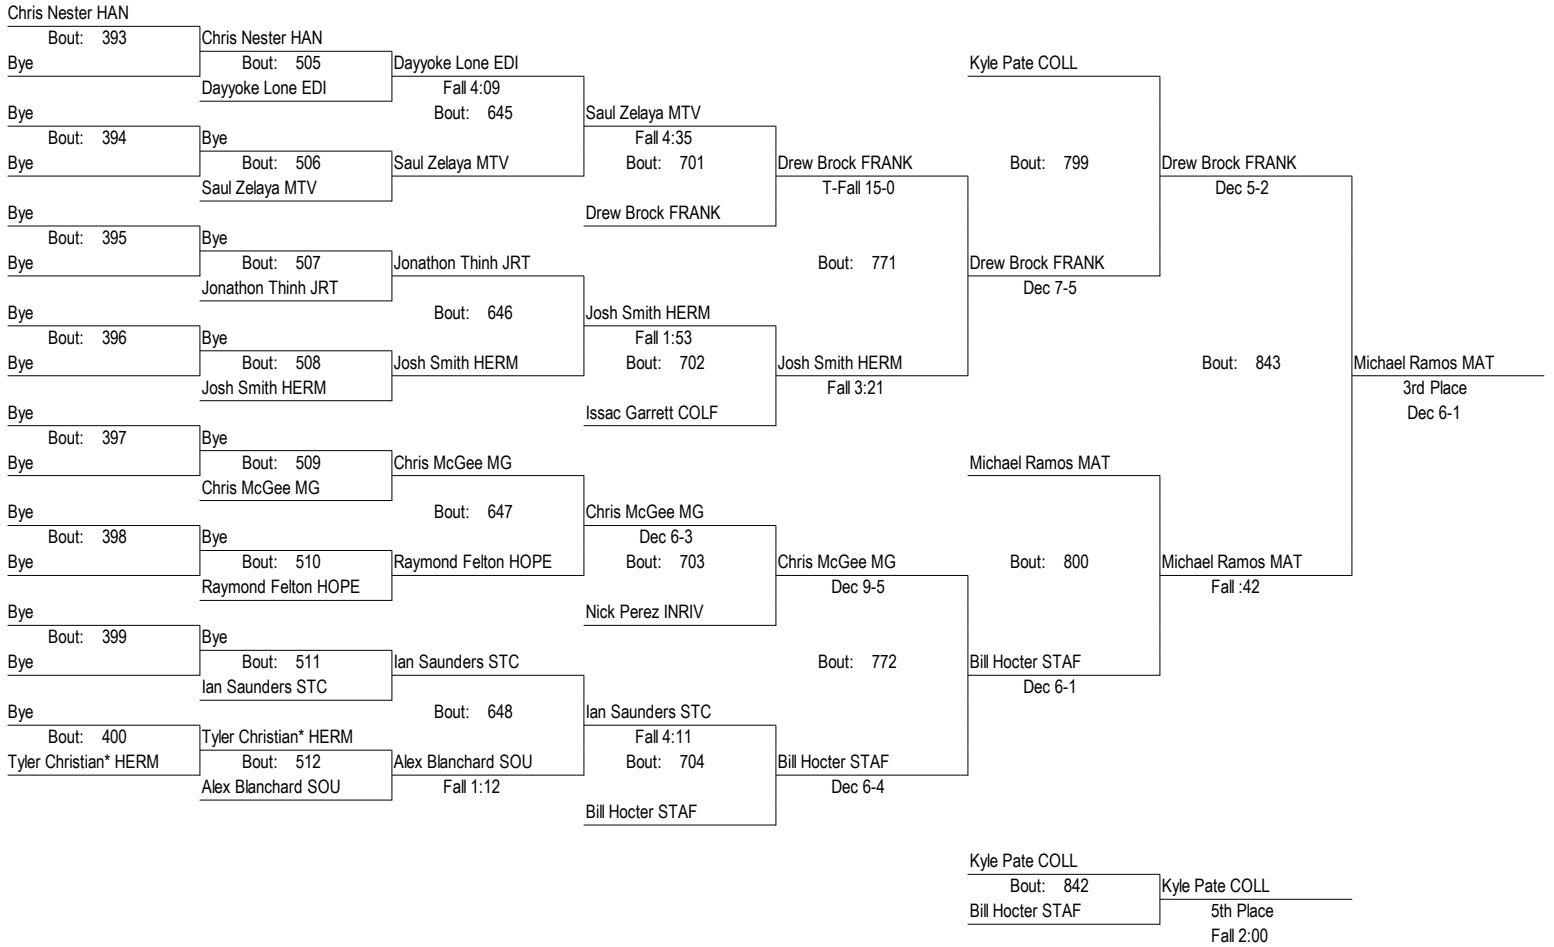 Chris Nester HAN
Bout: 393
Chris Nester HAN
Bye
Bout: 505
Dayyoke Lone EDI
Kyle Pate COLL
Dayyoke Lone EDI
Fall 4:09
Bye
Bout: 645
Saul Zelaya MTV
Bout: 394
Bye
Fall 4:35
Bye
Bout: 506
Saul Zelaya MTV
Bout: 701
Drew Brock FRANK
Bout: 799
Drew Brock FRANK
Saul Zelaya MTV
T-Fall 15-0
Dec 5-2
Bye
Drew Brock FRANK
Bout: 395
Bye
Bye
Bout: 507
Jonathon Thinh JRT
Bout: 771
Drew Brock FRANK
Jonathon Thinh JRT
Dec 7-5
Bye
Bout: 646
Josh Smith HERM
Bout: 396
Bye
Fall 1:53
Bye
Bout: 508
Josh Smith HERM
Bout: 702
Josh Smith HERM
Bout: 843
Michael Ramos MAT
Josh Smith HERM
Fall 3:21
3rd Place
Bye
Issac Garrett COLF
Dec 6-1
Bout: 397
Bye
Bye
Bout: 509
Chris McGee MG
Michael Ramos MAT
Chris McGee MG
Bye
Bout: 647
Chris McGee MG
Bout: 398
Bye
Dec 6-3
Bye
Bout: 510
Raymond Felton HOPE
Bout: 703
Chris McGee MG
Bout: 800
Michael Ramos MAT
Raymond Felton HOPE
Dec 9-5
Fall :42
Bye
Nick Perez INRIV
Bout: 399
Bye
Bye
Bout: 511
Ian Saunders STC
Bout: 772
Bill Hocter STAF
Ian Saunders STC
Dec 6-1
Bye
Bout: 648
Ian Saunders STC
Bout: 400
Tyler Christian* HERM
Fall 4:11
Tyler Christian* HERM
Bout: 512
Alex Blanchard SOU
Bout: 704
Bill Hocter STAF
Alex Blanchard SOU
Fall 1:12
Dec 6-4
Bill Hocter STAF
Kyle Pate COLL
Bout: 842
Kyle Pate COLL
Bill Hocter STAF
5th Place
Fall 2:00